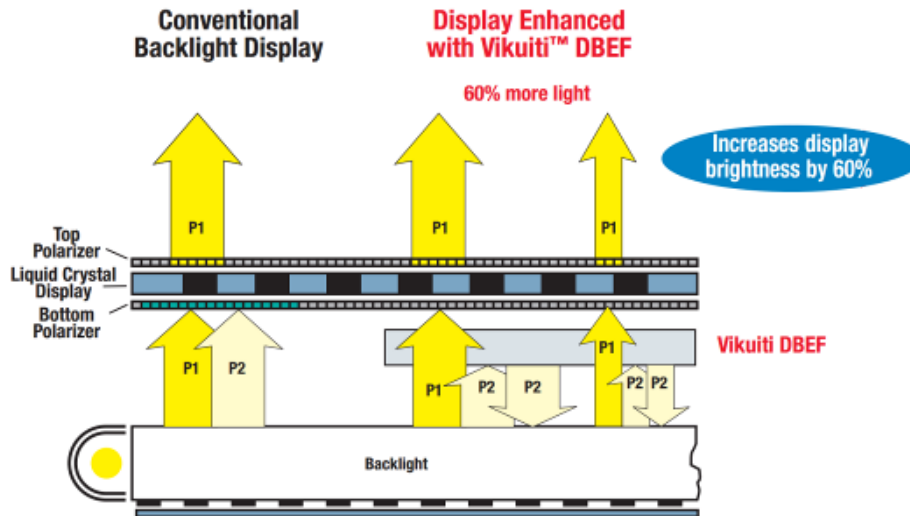 Conventional
Backlight Display
Display Enhanced
with Vikuiti™ DBEF
60% more light
Increases display
brightness by 60%
P1
P1
P1
Top
Polarizer
Liquid Crystal
Display
Bottom
Polarizer
Vikuiti DBEF
P1
P2
P1
P2
P2
P1
P2
P2
Backlight